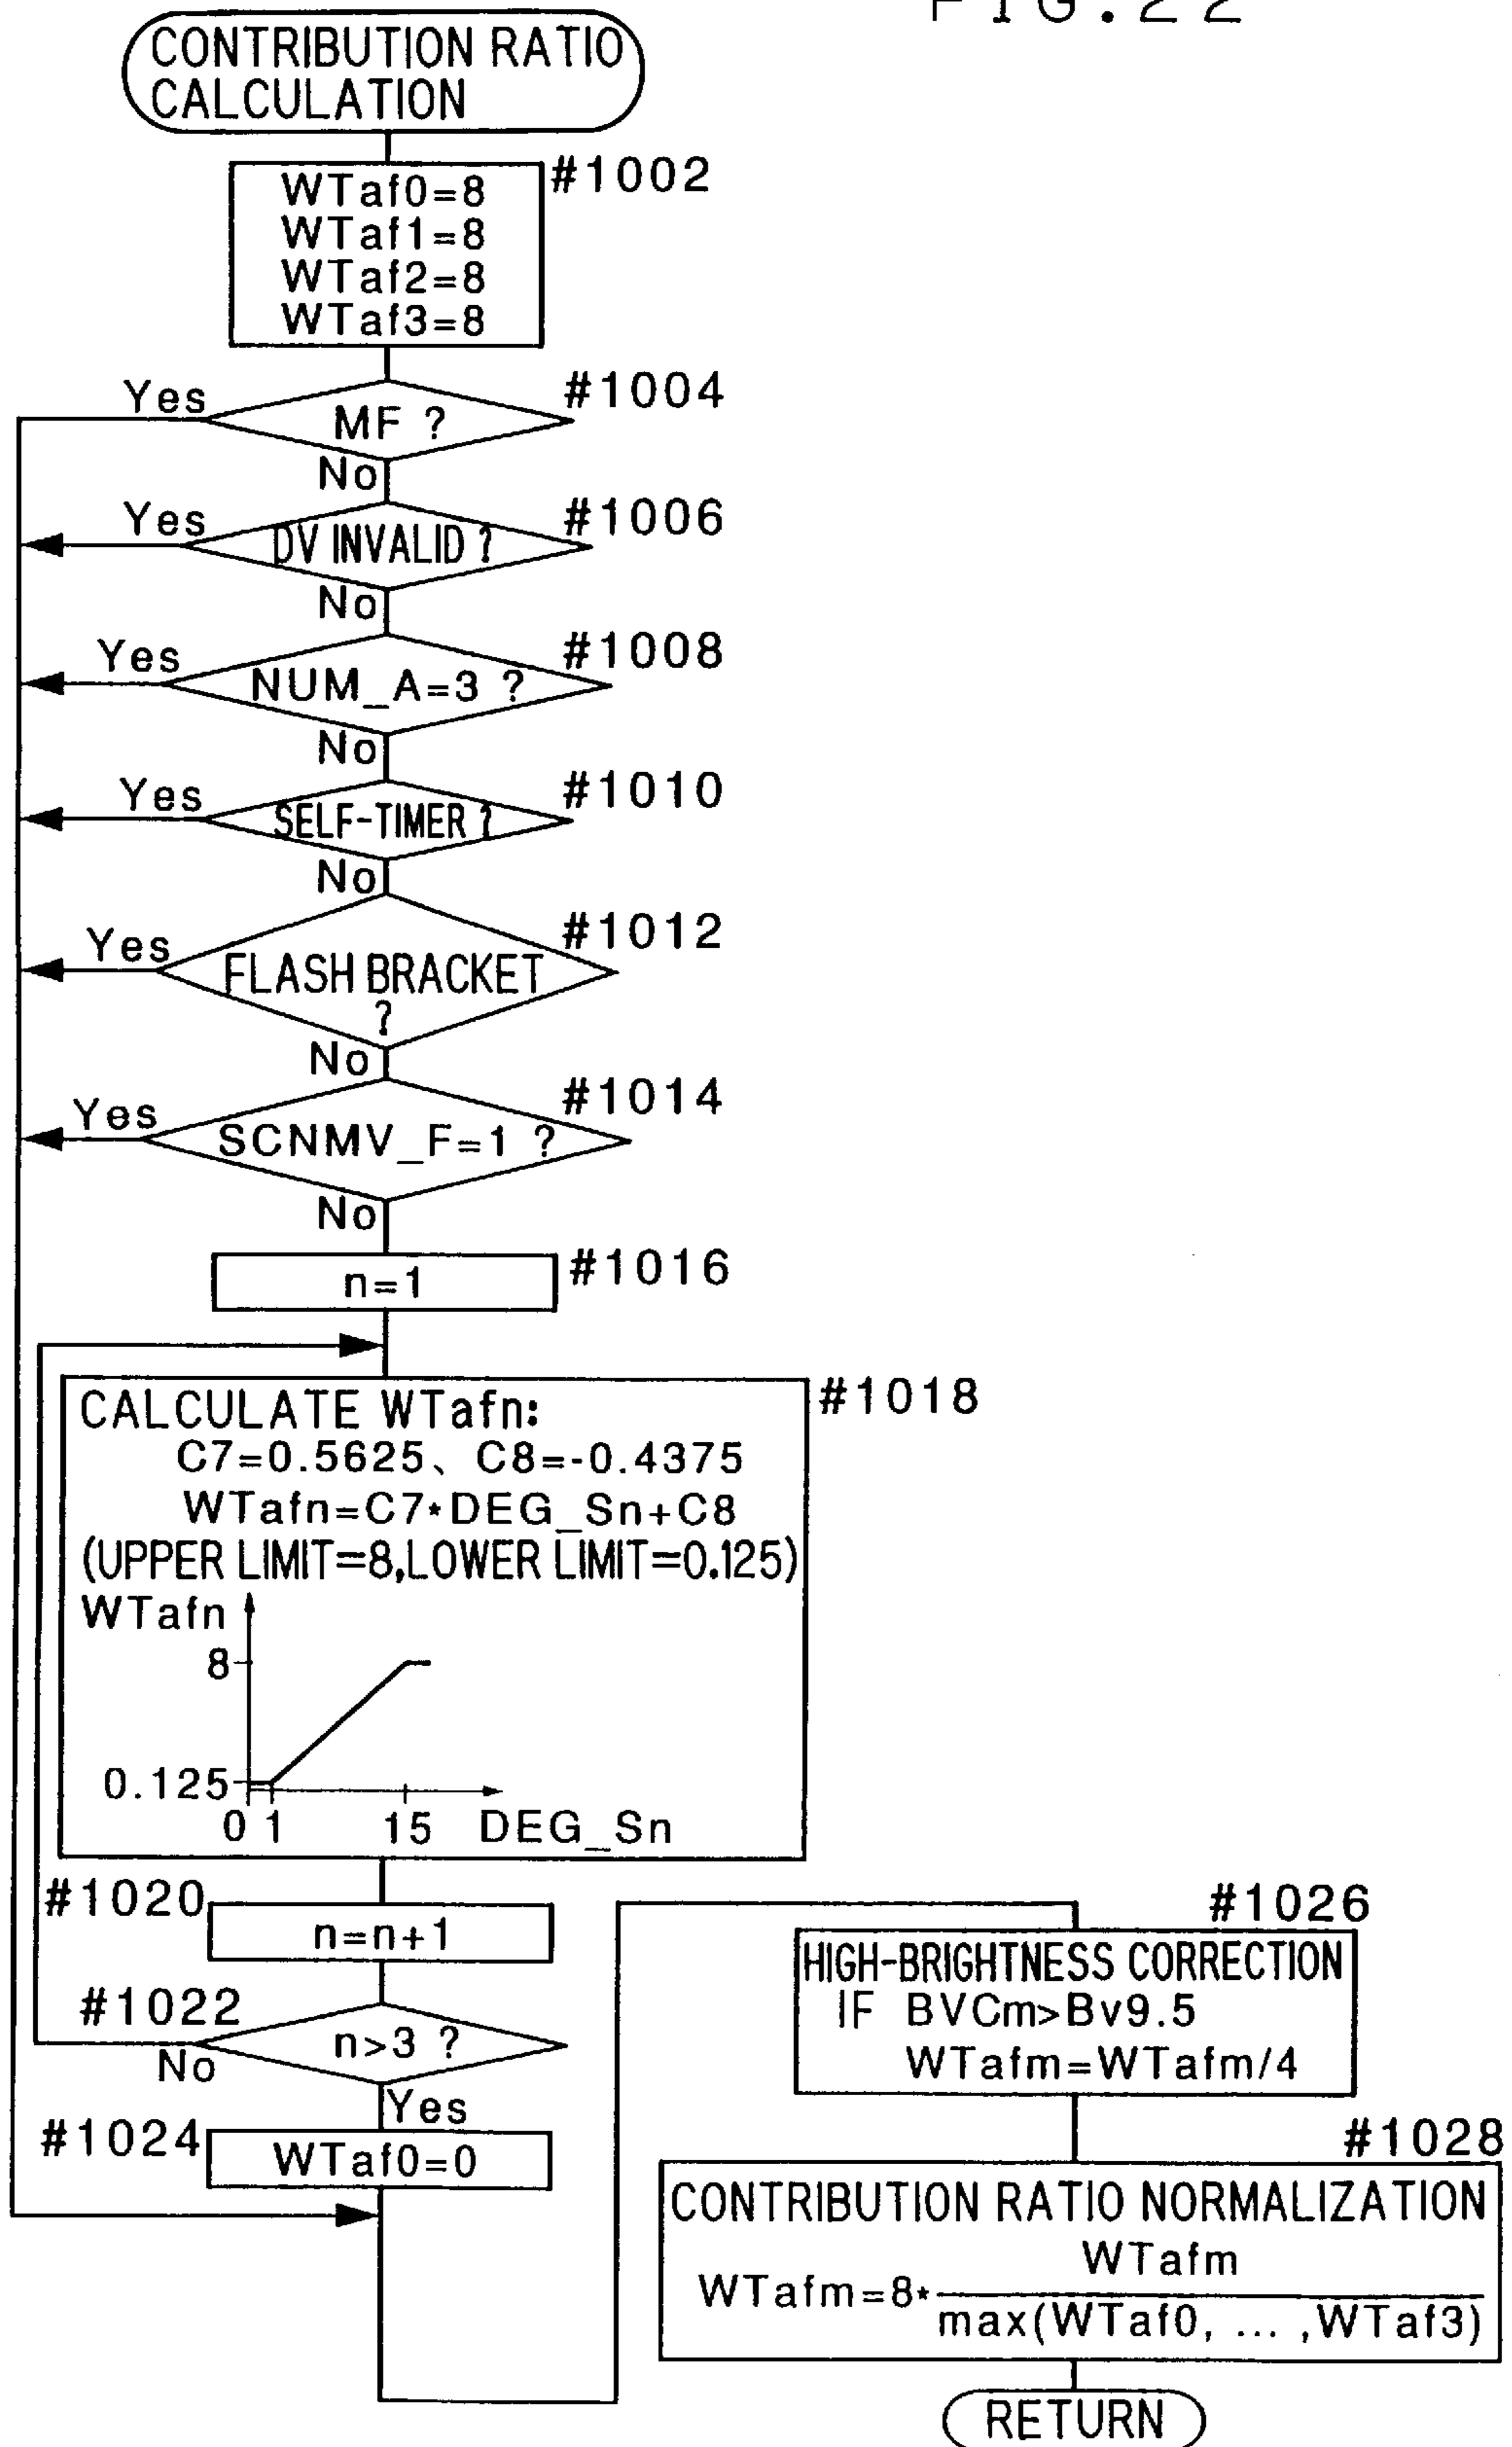 FIG.22
CONTRIBUTION RATIO
CALCULATION
#1002
WTaf0=8
WTaf1=8
WTaf2=8
WTaf3=8
#1004
Yes
MF ?
No
#1006
Yes
DV INVALID ?
No
#1008
Yes
NUM_A=3 ?
No
#1010
Yes
SELF-TIMER ?
No
#1012
Yes
FLASH BRACKET
?
No
#1014
Yes
SCNMV_F=1 ?
No
#1016
n=1
#1018
CALCULATE WTafn:
C7=0.5625、C8=-0.4375
WTafn=C7*DEG_Sn+C8
(UPPER LIMIT=8,LOWER LIMIT=0.125)
WTafn
8
0.125
0 1 15 DEG_Sn
#1020
n=n+1
#1022
n>3 ?
No
Yes
#1024
WTaf0=0
#1026
HIGH-BRIGHTNESS CORRECTION
IF BVCm>Bv9.5
WTafm=WTafm/4
#1028
CONTRIBUTION RATIO NORMALIZATION
WTafm
WTafm=8*
max(WTaf0, ... ,WTaf3)
RETURN